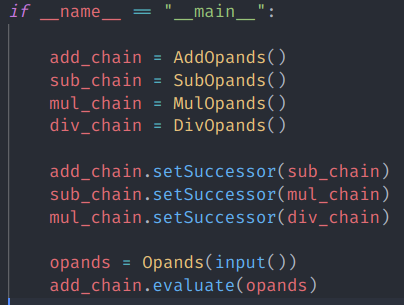 if __name__ == "__main__":
add_chain = AddOpands()
sub_chain = SubOpands()
mul_chain = MulOpands()
div_chain = DivOpands()
add_chain.setSuccessor(sub_chain)
sub_chain.setSuccessor(mul_chain)
mul_chain.setSuccessor(div_chain)
opands = Opands(input())
add_chain.evaluate(opands)